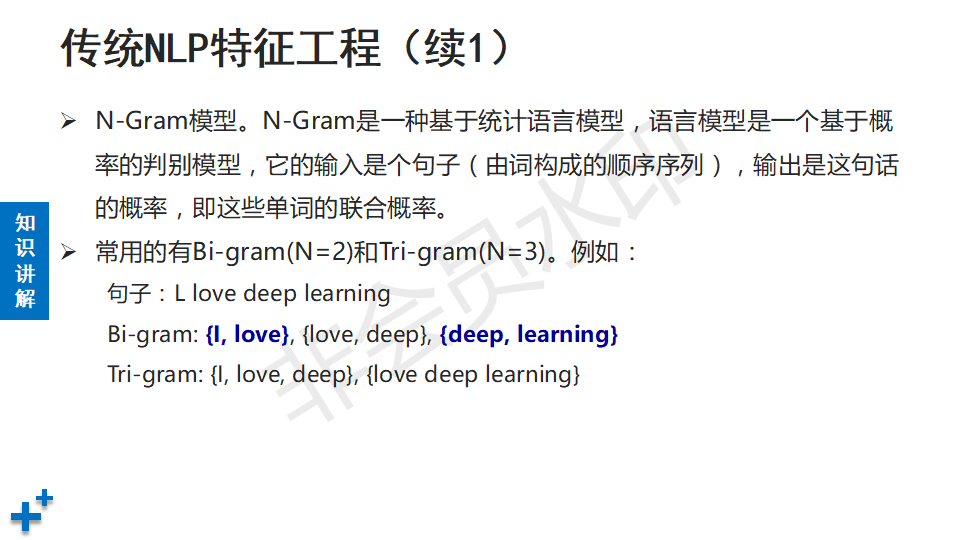 传统NLP特征工程（续1）
N-Gram模型。N-Gram是一种基于统计语言模型，语言模型是一个基于概
率的判别模型，它的输入是个句子（由词构成的顺序序列），输出是这句话
的概率，即这些单词的联合概率。
知识讲解
常用的有Bi-gram(N=2)和Tri-gram(N=3)。例如：
句子：L love deep learning
Bi-gram: {I, love}, {love, deep}, {deep, learning}
Tri-gram: {I, love, deep}, {love deep learning}
非会员水印